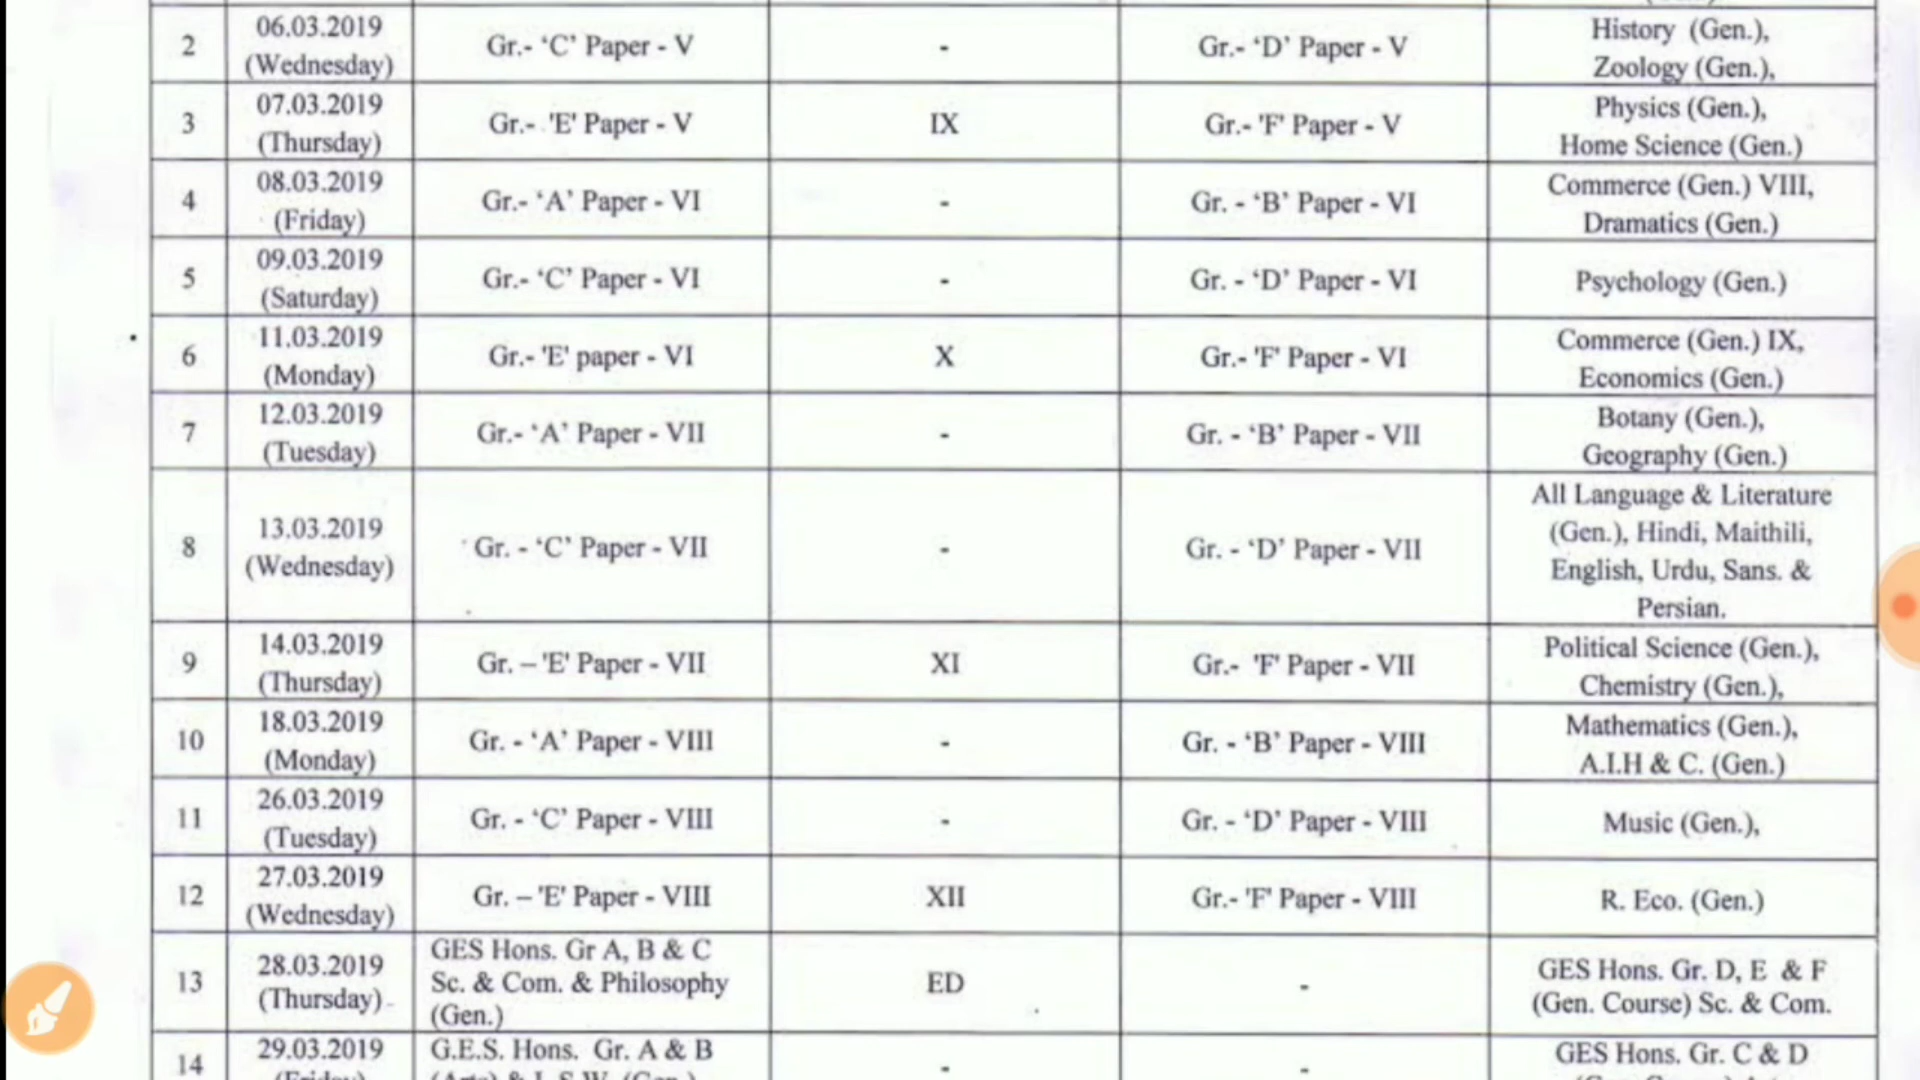 2
06.03.2019
(Wednesday)
Gr.- ‘C’ Paper - V
-
Gr.- ‘D’ Paper - V
History (Gen.),
Zoology (Gen.),
3
07.03.2019
(Thursday)
Gr.- 'E' Paper - V
IX
Gr.- 'F' Paper - V
Physics (Gen.),
Home Science (Gen.)
4
08.03.2019
(Friday)
Gr.- ‘A’ Paper - VI
-
Gr. - ‘B’ Paper - VI
Commerce (Gen.) VIII,
Dramatics (Gen.)
5
09.03.2019
(Saturday)
Gr.- ‘C’ Paper - VI
-
Gr. - ‘D’ Paper - VI
Psychology (Gen.)
6
11.03.2019
(Monday)
Gr.- 'E' paper - VI
X
Gr.- 'F' Paper - VI
Commerce (Gen.) IX,
Economics (Gen.)
7
12.03.2019
(Tuesday)
Gr.- ‘A’ Paper - VII
-
Gr. - ‘B’ Paper - VII
Botany (Gen.),
Geography (Gen.)
8
13.03.2019
(Wednesday)
Gr. - ‘C’ Paper - VII
-
Gr. - ‘D’ Paper - VII
All Language & Literature
(Gen.), Hindi, Maithili,
English, Urdu, Sans. &
Persian.
9
14.03.2019
(Thursday)
Gr. – 'E' Paper - VII
XI
Gr.- 'F' Paper - VII
Political Science (Gen.),
Chemistry (Gen.),
10
18.03.2019
(Monday)
Gr. - ‘A’ Paper - VIII
-
Gr. - ‘B’ Paper - VIII
Mathematics (Gen.),
A.I.H & C. (Gen.)
11
26.03.2019
(Tuesday)
Gr. - ‘C’ Paper - VIII
-
Gr. - ‘D’ Paper - VIII
Music (Gen.),
12
27.03.2019
(Wednesday)
Gr. – 'E' Paper - VIII
XII
Gr.- 'F' Paper - VIII
R. Eco. (Gen.)
13
28.03.2019
(Thursday)
GES Hons. Gr A, B & C
Sc. & Com. & Philosophy
(Gen.)
ED
-
GES Hons. Gr. D, E & F
(Gen. Course) Sc. & Com.
14
29.03.2019
G.E.S. Hons. Gr. A & B
-
-
GES Hons. Gr. C & D